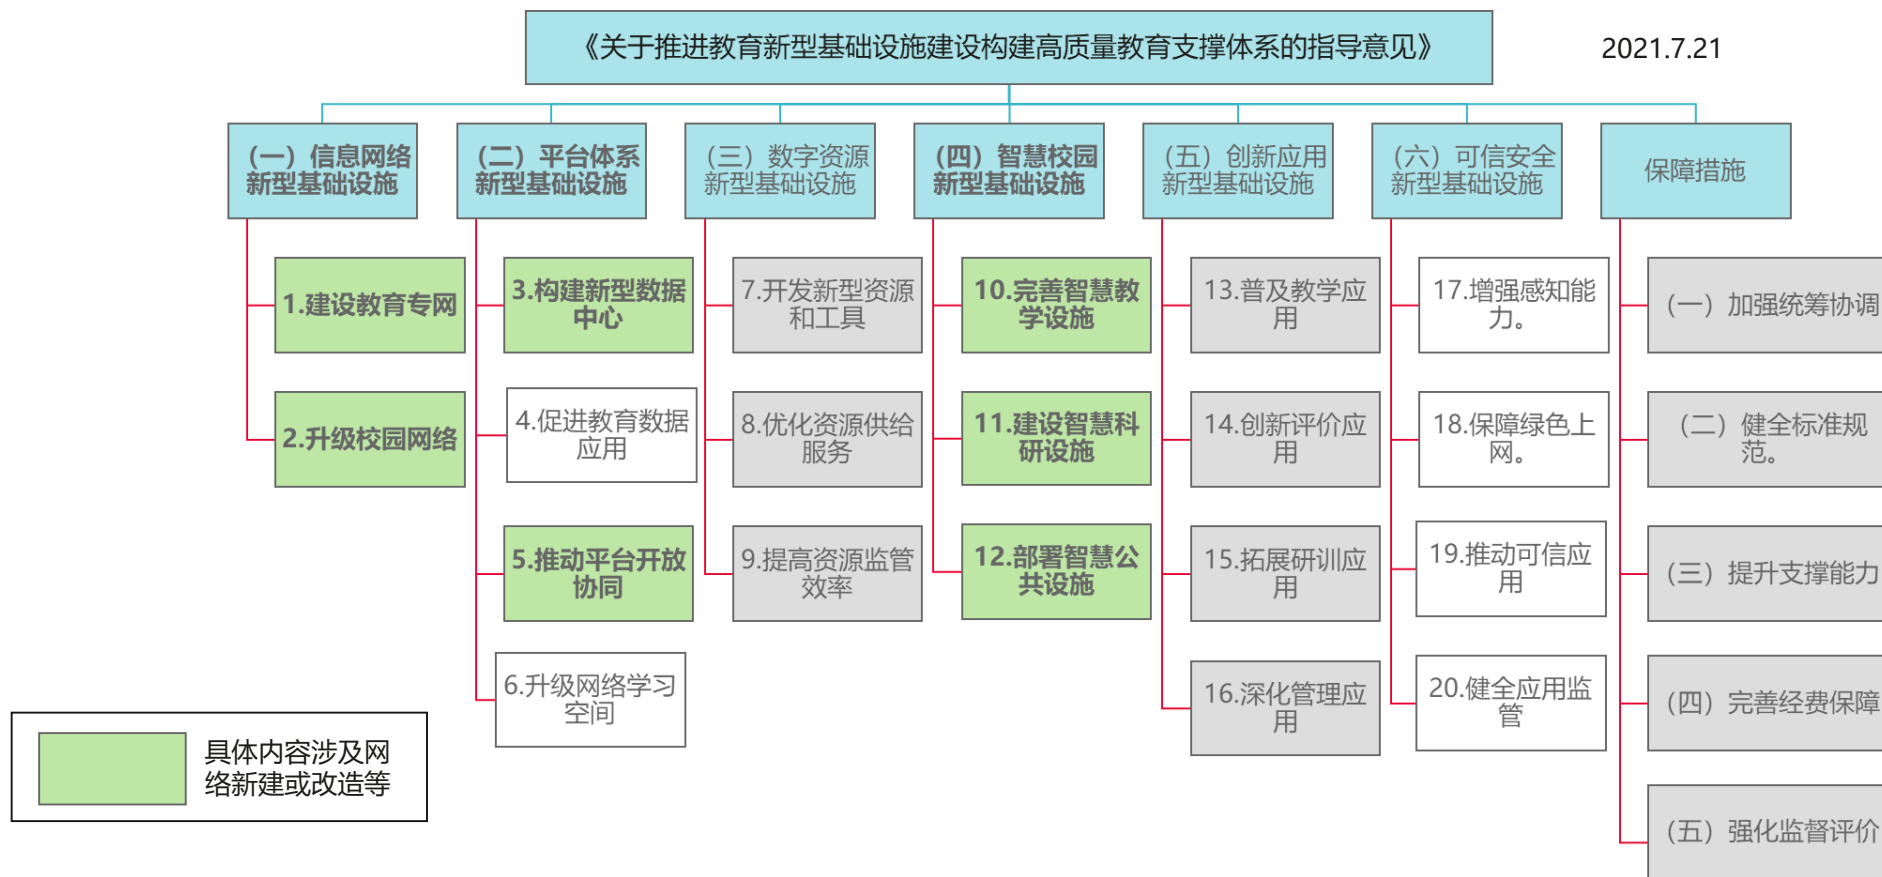 《关于推进教育新型基础设施建设构建高质量教育支撑体系的指导意见》
2021.7.21
（一）信息网络
新型基础设施
（二）平台体系
新型基础设施
（三）数字资源
新型基础设施
（四）智慧校园
新型基础设施
（五）创新应用
新型基础设施
（六）可信安全
新型基础设施
保障措施
1.建设教育专网
2.升级校园网络
3.构建新型数据
中心
4.促进教育数据
应用
5.推动平台开放
协同
6.升级网络学习
空间
7.开发新型资源
和工具
8.优化资源供给
服务
9.提高资源监管
效率
10.完善智慧教
学设施
11.建设智慧科
研设施
12.部署智慧公
共设施
13.普及教学应
用
14.创新评价应
用
15.拓展研训应
用
16.深化管理应
用
17.增强感知能
力。
18.保障绿色上
网。
19.推动可信应
用
20.健全应用监
管
（一）加强统筹协调
（二）健全标准规
范。
（三）提升支撑能力
（四）完善经费保障
（五）强化监督评价
具体内容涉及网
络新建或改造等